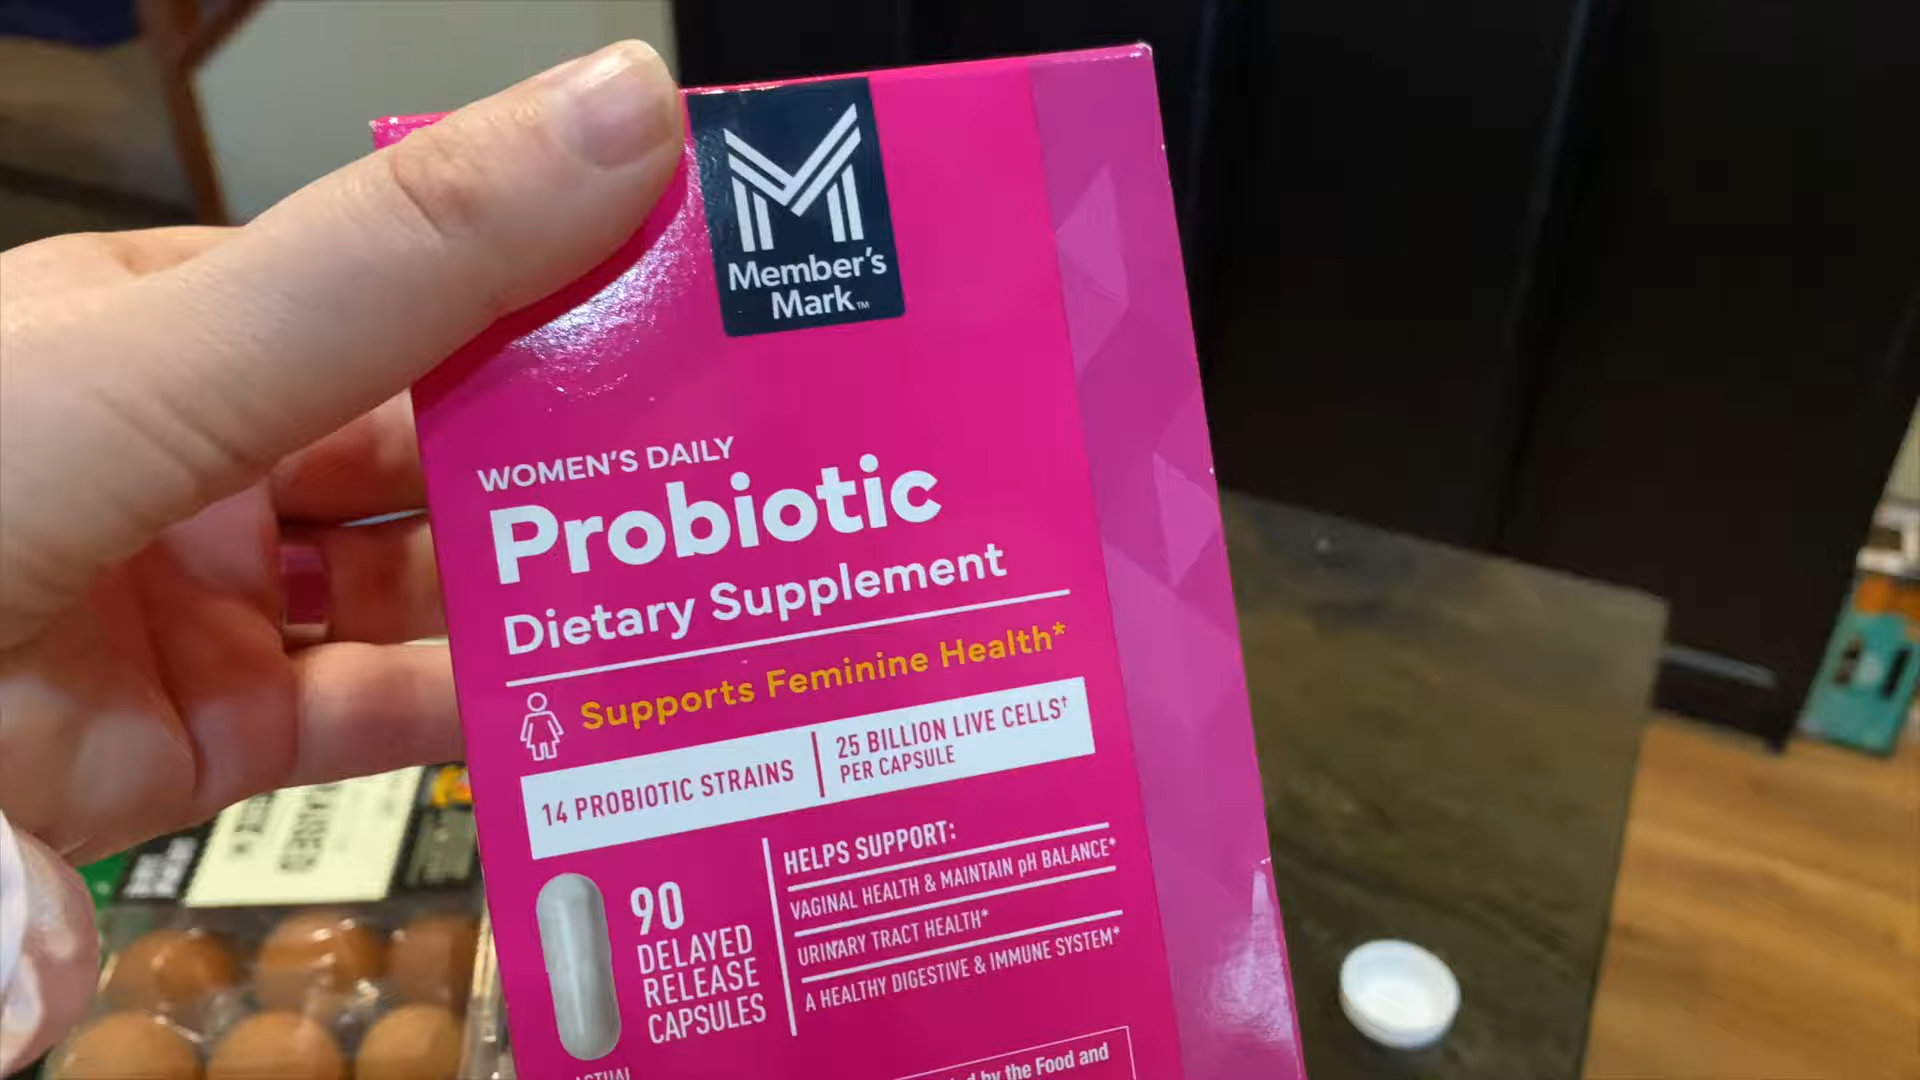 Member's
Mark™
WOMEN'S DAILY
Probiotic
Dietary Supplement
Supports Feminine Health*
14 PROBIOTIC STRAINS
25 BILLION LIVE CELLS†
PER CAPSULE
90
DELAYED
RELEASE
CAPSULES
HELPS SUPPORT:
VAGINAL HEALTH & MAINTAIN pH BALANCE*
URINARY TRACT HEALTH*
A HEALTHY DIGESTIVE & IMMUNE SYSTEM*
by the Food and